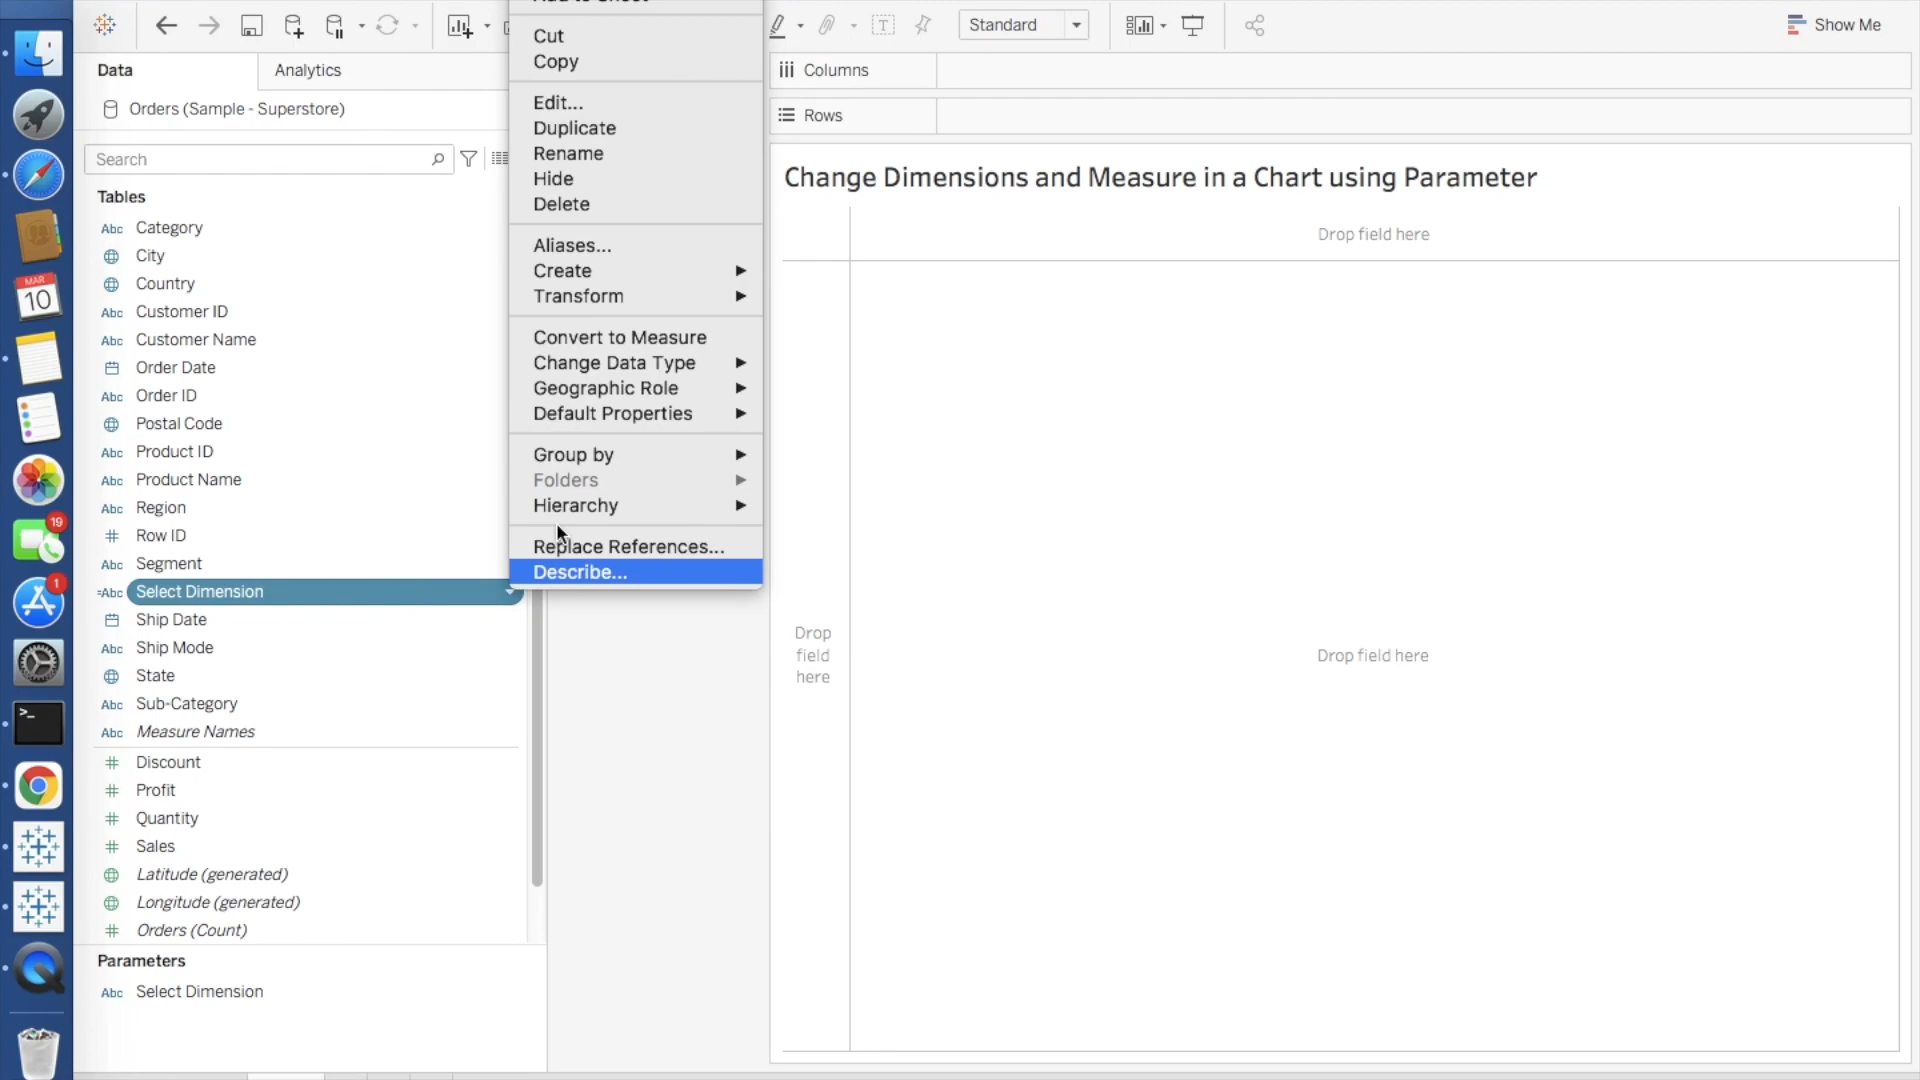 Cut
Copy
Edit...
Duplicate
Rename
Hide
Delete
Aliases...
Create
Transform
Convert to Measure
Change Data Type
Geographic Role
Default Properties
Group by
Folders
Hierarchy
Replace References...
Describe...
Standard
Show Me
Data
Analytics
Orders (Sample - Superstore)
Search
Tables
Abc Category
City
Country
Abc Customer ID
Abc Customer Name
Order Date
Abc Order ID
Postal Code
Abc Product ID
Abc Product Name
Abc Region
# Row ID
Abc Segment
=Abc Select Dimension
Ship Date
Abc Ship Mode
State
Abc Sub-Category
Abc Measure Names
# Discount
# Profit
# Quantity
# Sales
Latitude (generated)
Longitude (generated)
# Orders (Count)
Parameters
Abc Select Dimension
Columns
Rows
Change Dimensions and Measure in a Chart using Parameter
Drop field here
Drop
field
here
Drop field here
MAR
10
19
1